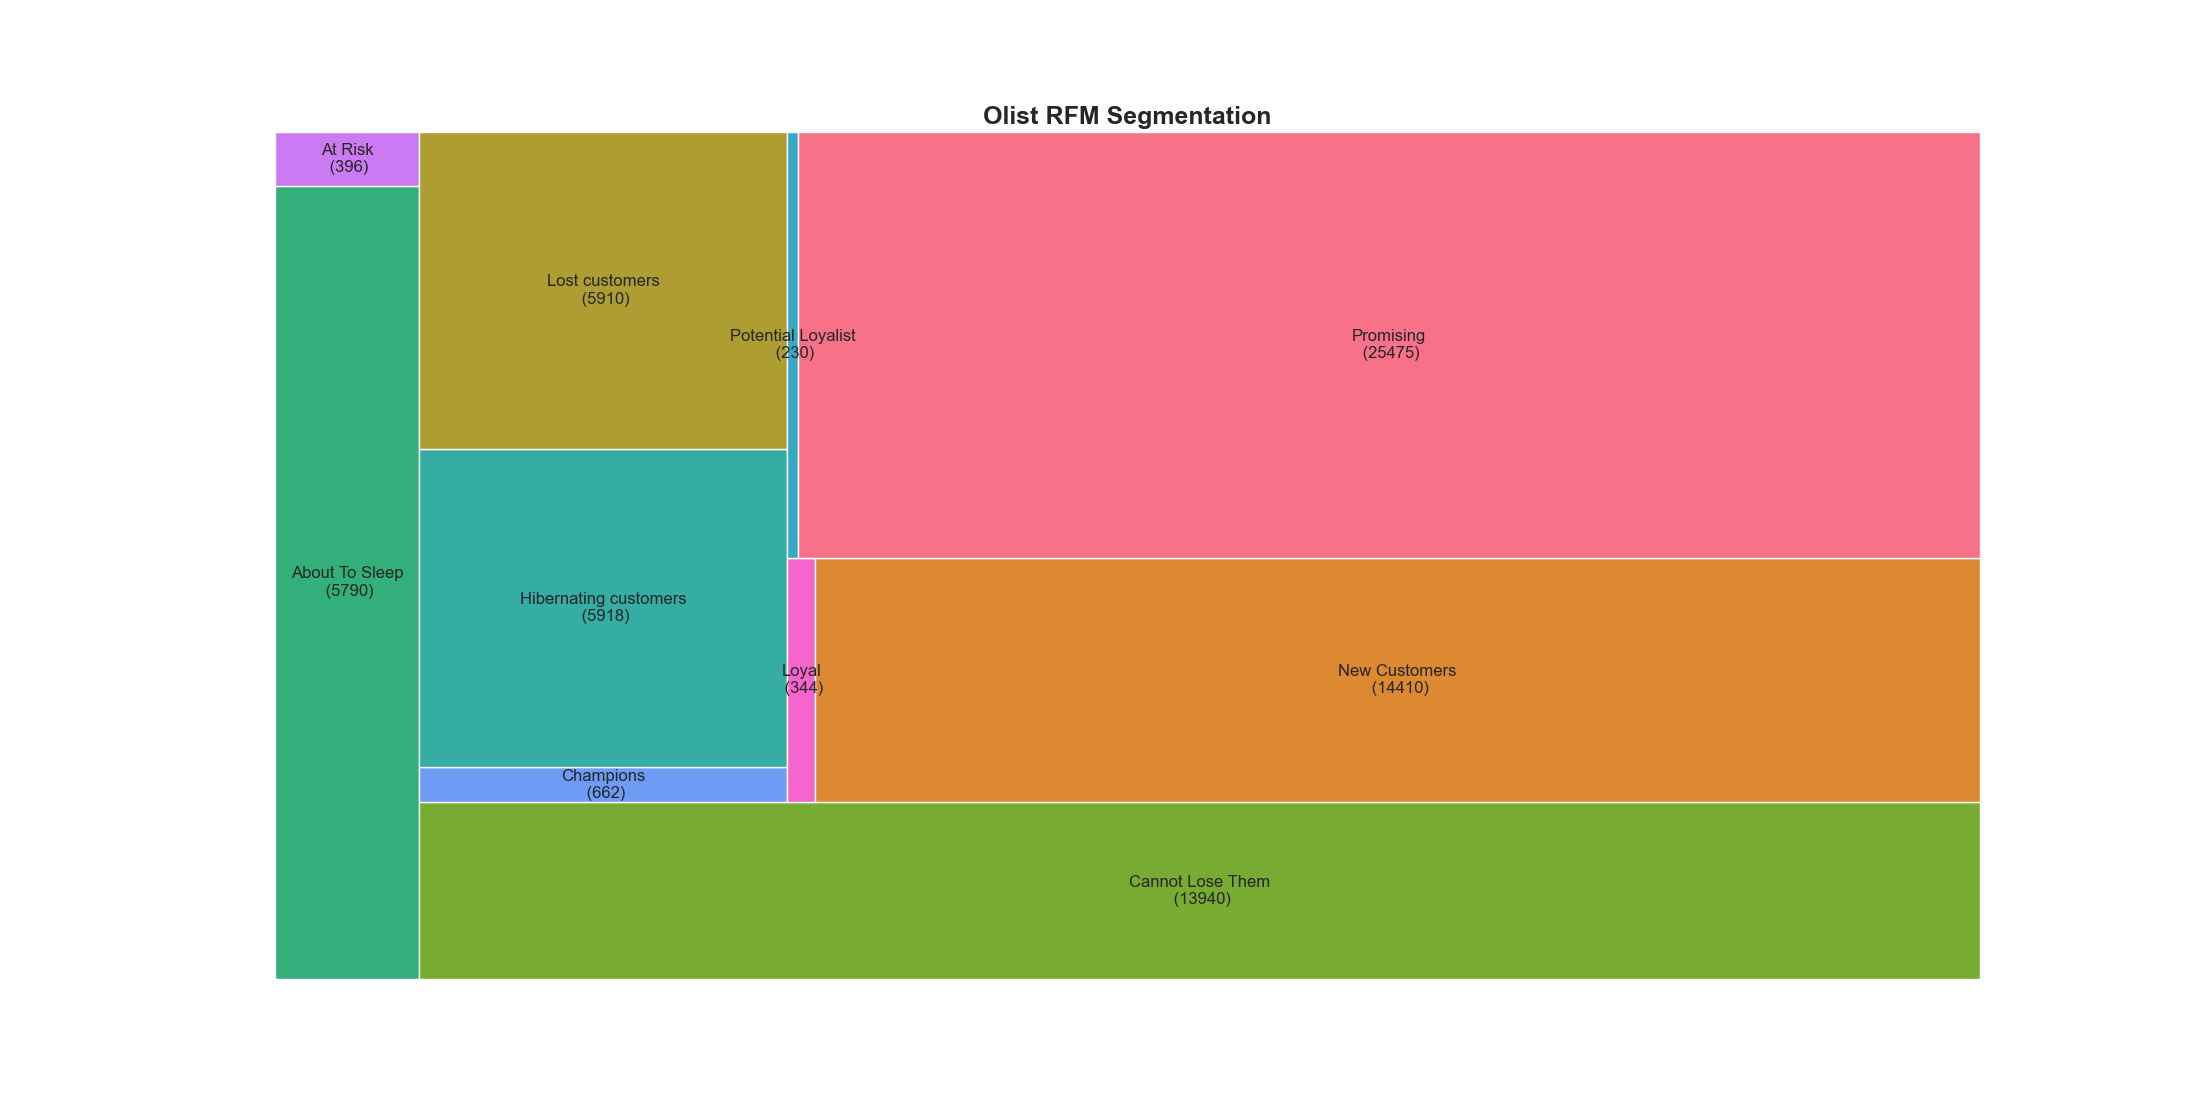 Olist RFM Segmentation
At Risk
(396)
Lost customers
(5910)
Potential Loyalist
(230)
Promising
(25475)
About To Sleep
(5790)
Hibernating customers
(5918)
Loyal
(344)
New Customers
(14410)
Champions
(662)
Cannot Lose Them
(13940)